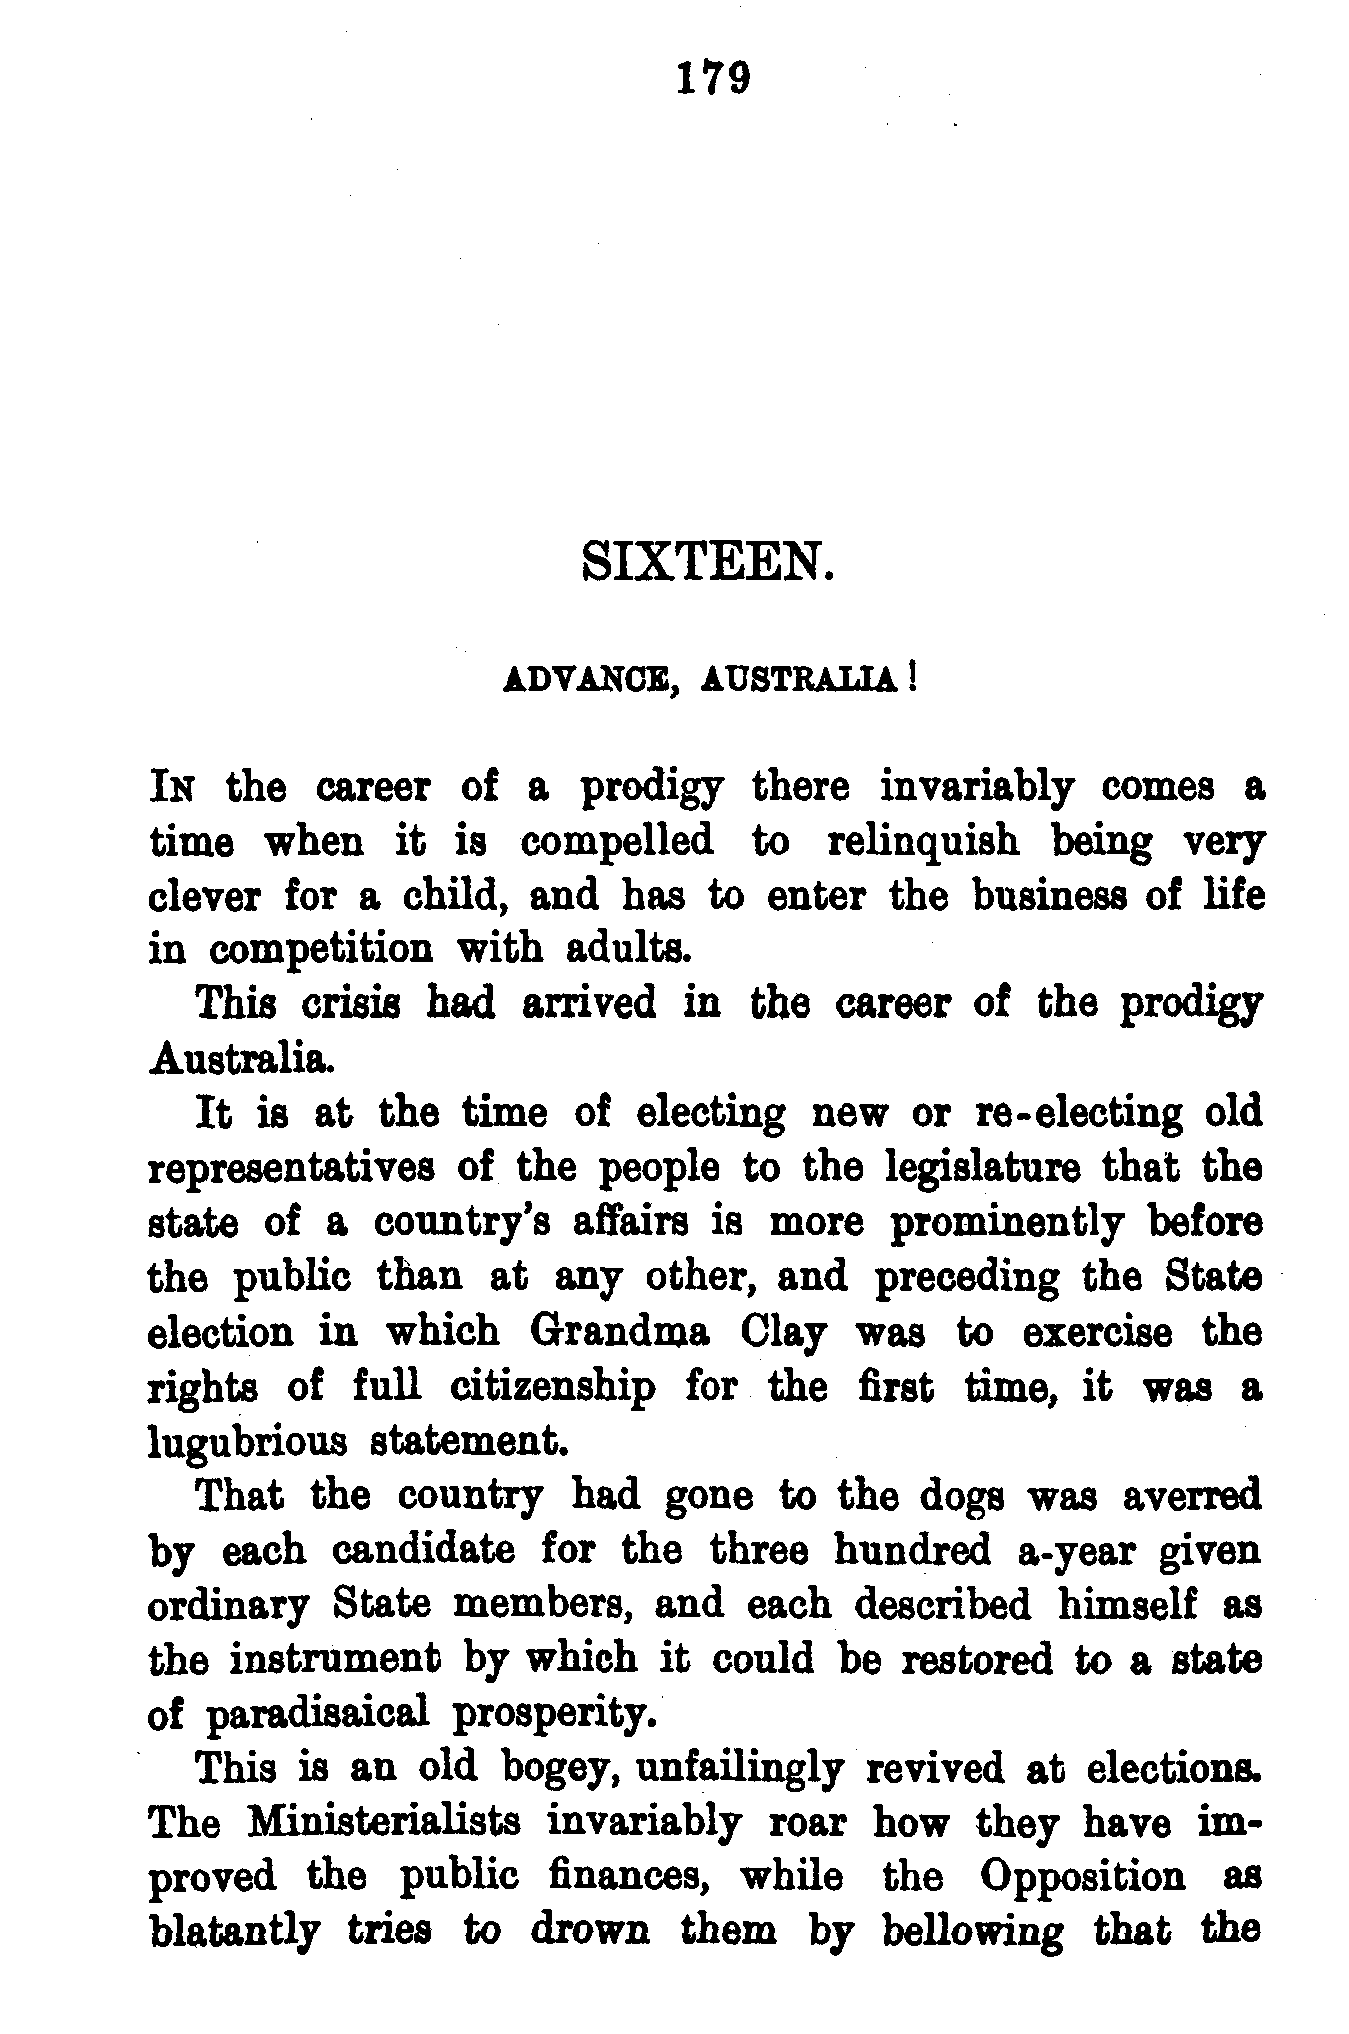 179
SIXTEEN.
ADVANCE, AUSTRALIA!
IN the career of a prodigy there invariably comes a
time when it is compelled to relinquish being very
clever for a child, and has to enter the business of life
in competition with adults.
This crisis had arrived in the career of the prodigy
Australia.
It is at the time of electing new or re-electing old
representatives of the people to the legislature that the
state of a country's affairs is more prominently before
the public than at any other, and preceding the State
election in which Grandma Clay was to exercise the
rights of full citizenship for the first time, it was a
lugubrious statement.
That the country had gone to the dogs was averred
by each candidate for the three hundred a-year given
ordinary State members, and each described himself as
the instrument by which it could be restored to a state
of paradisaical prosperity.
This is an old bogey, unfailingly revived at elections.
The Ministerialists invariably roar how they have im-
proved the public finances, while the Opposition as
blatantly tries to drown them by bellowing that the